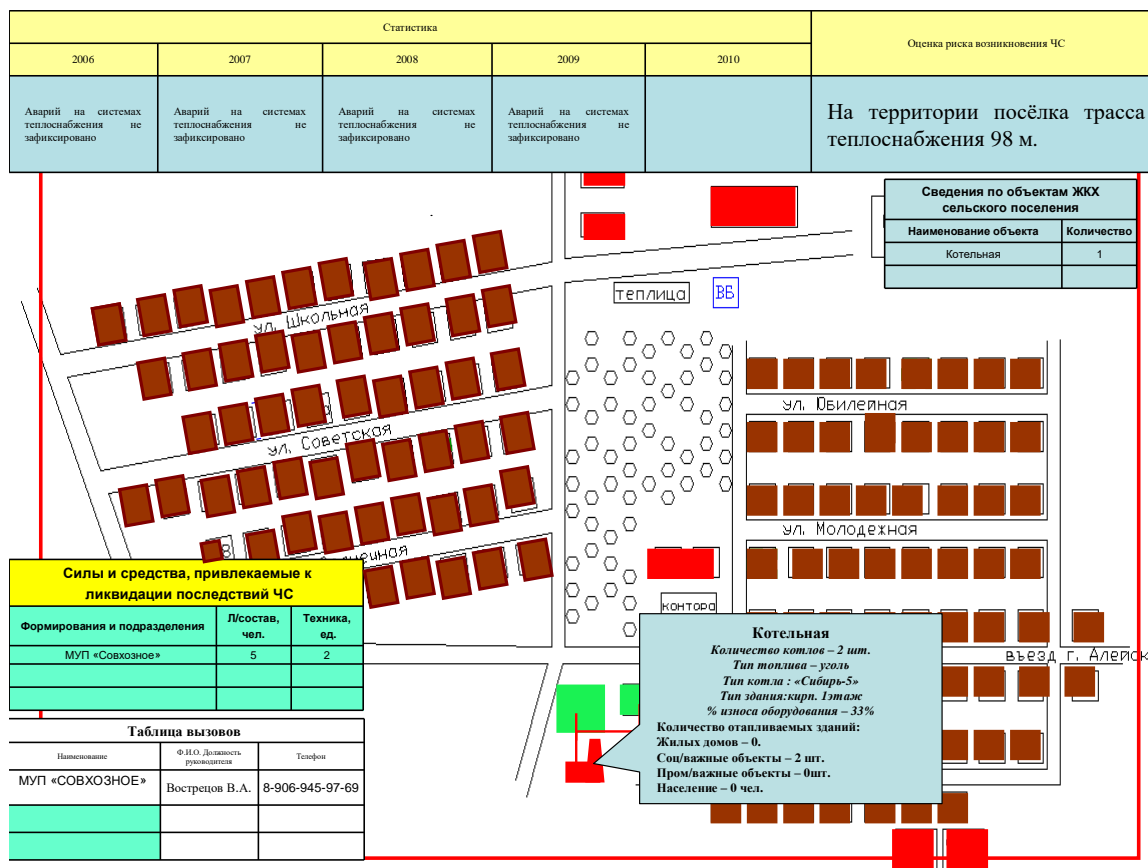 Статистика
Оценка риска возникновения ЧС
2006
2007
2008
2009
2010
Аварий на системах
теплоснабжения не
зафиксировано
Аварий на системах
теплоснабжения не
зафиксировано
Аварий на системах
теплоснабжения не
зафиксировано
Аварий на системах
теплоснабжения не
зафиксировано
На территории посёлка трасса
теплоснабжения 98 м.
Сведения по объектам ЖКХ
сельского поселения
Наименование объекта
Количество
Котельная
1
теплица
ВБ
ул. Школьная
ул. Советская
ул. Юбилейная
ул. Молодежная
контора
въезд г. Алейск
Силы и средства, привлекаемые к
ликвидации последствий ЧС
Формирования и подразделения
Л/состав,
чел.
Техника,
ед.
МУП «Совхозное»
5
2
Таблица вызовов
Наименование
Ф.И.О. Должность
руководителя
Телефон
МУП «СОВХОЗНОЕ»
Вострецов В.А.
8-906-945-97-69
Котельная
Количество котлов – 2 шт.
Тип топлива – уголь
Тип котла : «Сибирь-5»
Тип здания:кирп. 1этаж
% износа оборудования – 33%
Количество отапливаемых зданий:
Жилых домов – 0.
Соц/важные объекты – 2 шт.
Пром/важные объекты – 0шт.
Население – 0 чел.